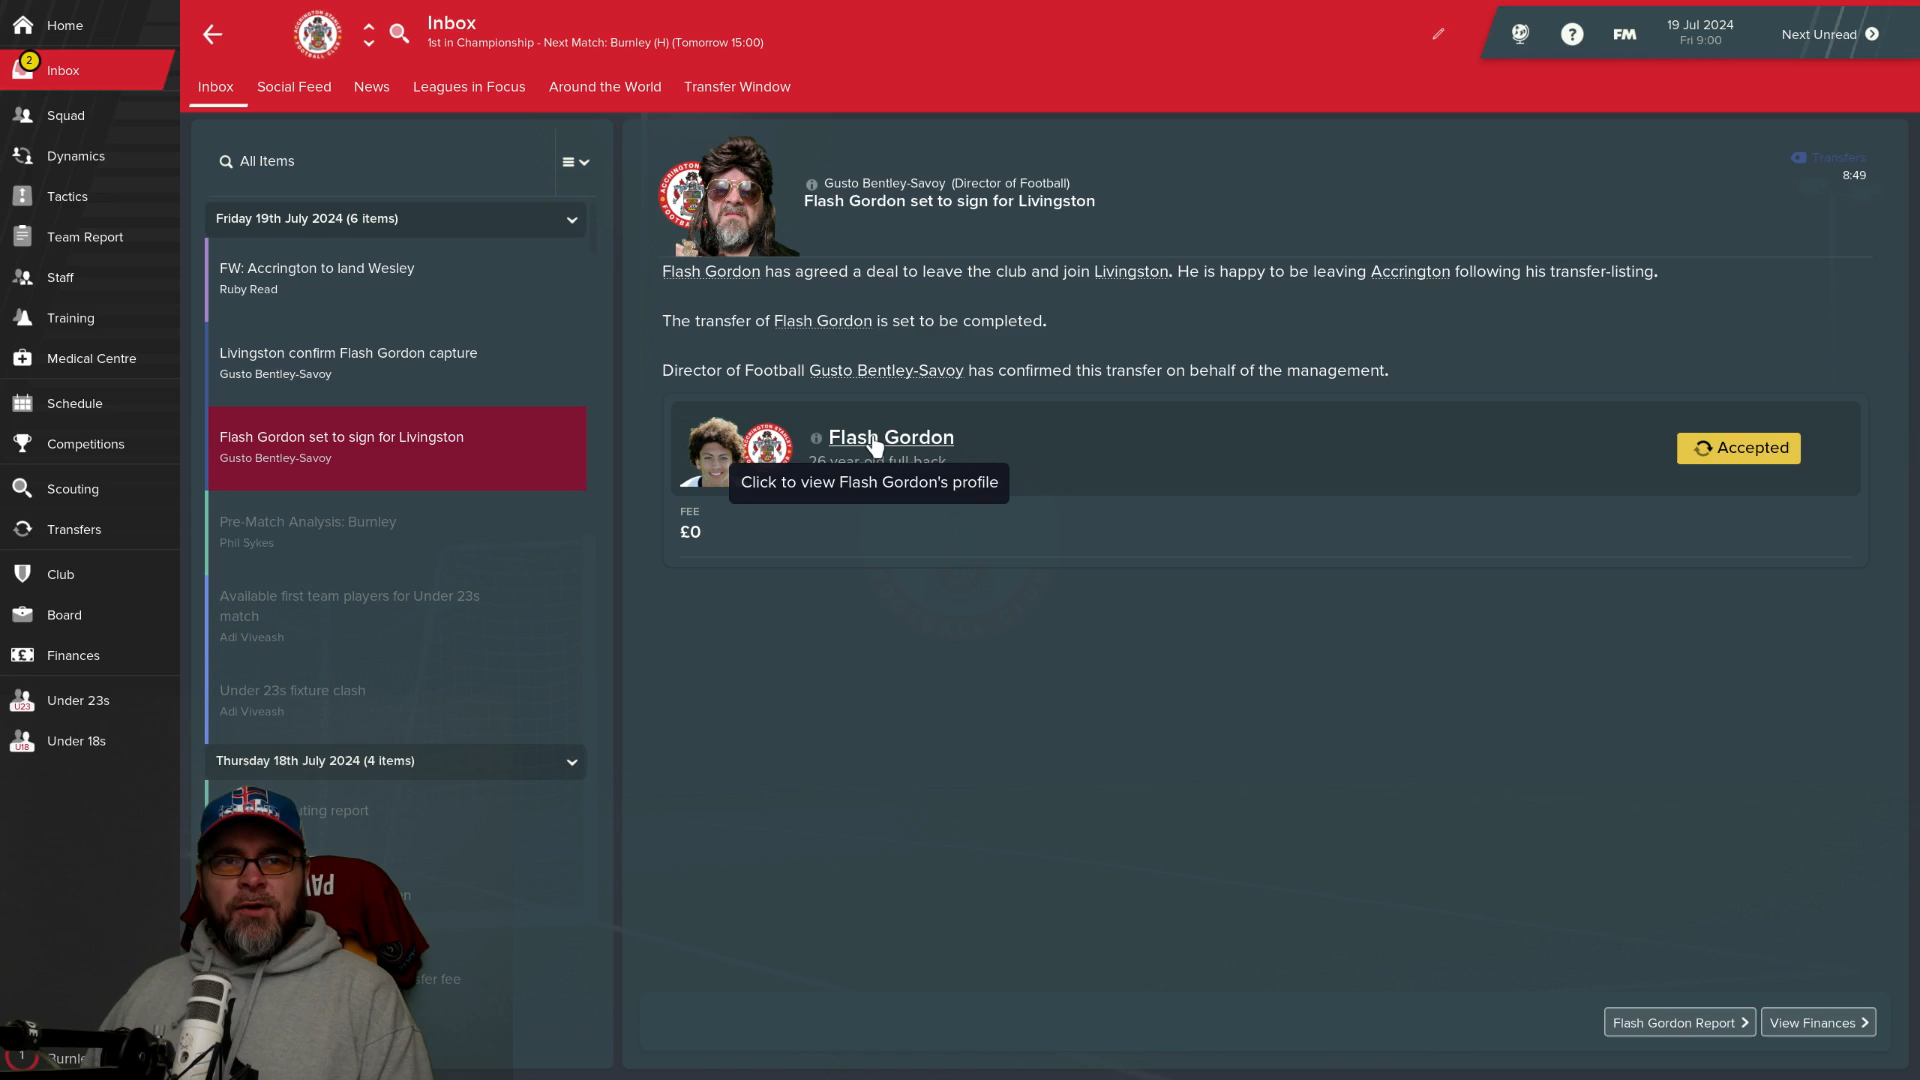 Home
2
Inbox
Squad
Dynamics
Tactics
Team Report
Staff
Training
Medical Centre
Schedule
Competitions
Scouting
Transfers
Club
Board
Finances
U23
Under 23s
U18
Under 18s
Inbox
1st in Championship - Next Match: Burnley (H) (Tomorrow 15:00)
FM
19 Jul 2024
Fri 9:00
Next Unread
Inbox
Social Feed
News
Leagues in Focus
Around the World
Transfer Window
All Items
Friday 19th July 2024 (6 items)
FW: Accrington to land Wesley
Ruby Read
Livingston confirm Flash Gordon capture
Gusto Bentley-Savoy
Flash Gordon set to sign for Livingston
Gusto Bentley-Savoy
Pre-Match Analysis: Burnley
Phil Sykes
Available first team players for Under 23s
match
Adi Viveash
Under 23s fixture clash
Adi Viveash
Thursday 18th July 2024 (4 items)
report
fee
1
Gusto Bentley-Savoy (Director of Football)
Flash Gordon set to sign for Livingston
Transfers
8:49
Flash Gordon has agreed a deal to leave the club and join Livingston. He is happy to be leaving Accrington following his transfer-listing.
The transfer of Flash Gordon is set to be completed.
Director of Football Gusto Bentley-Savoy has confirmed this transfer on behalf of the management.
Flash Gordon
26 year-old full-back
Accepted
Click to view Flash Gordon's profile
FEE
£0
Flash Gordon Report
View Finances